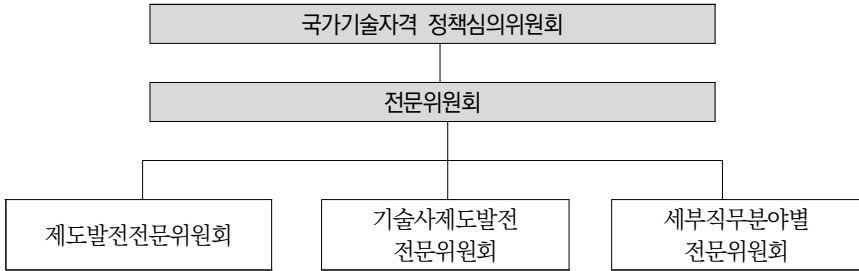 국가기술자격 정책심의위원회
전문위원회
제도발전전문위원회
기술사제도발전
전문위원회
세부직무분야별
전문위원회